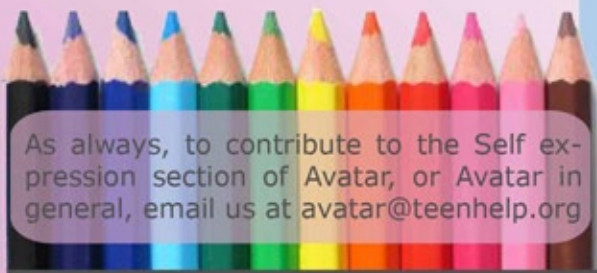 As always, to contribute to the Self ex-
pression section of Avatar, or Avatar in
general, email us at avatar@teenhelp.org